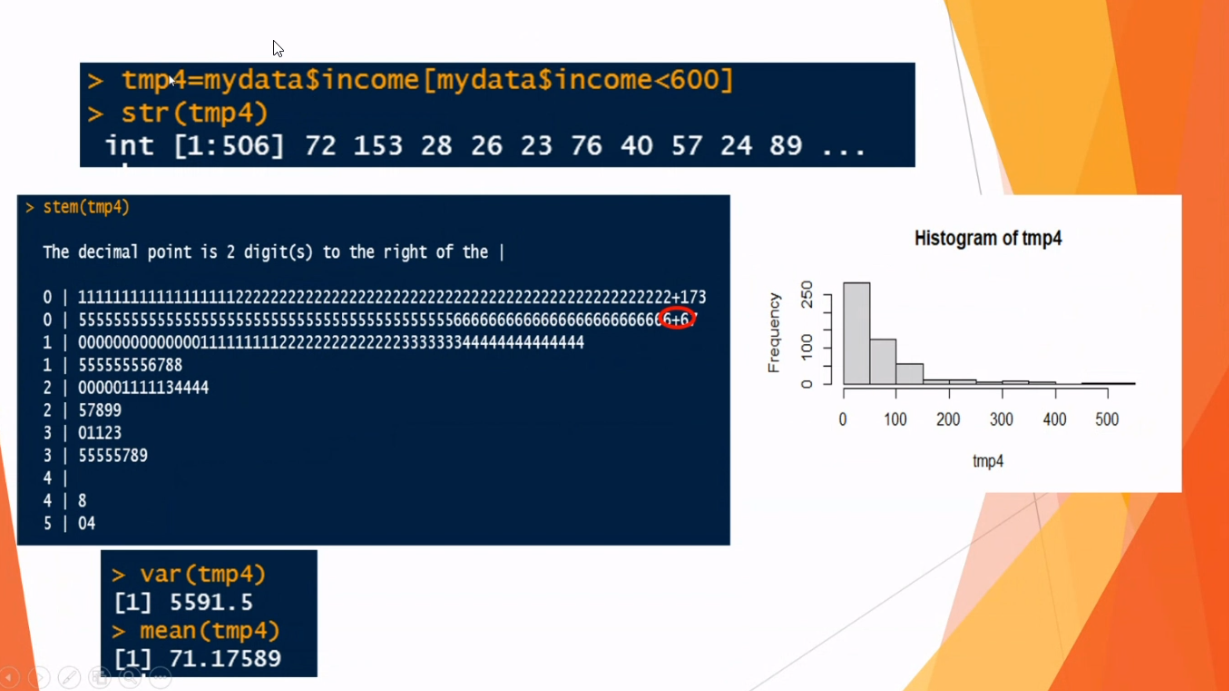 > tmp4=mydata$income[mydata$income<600]
> str(tmp4)
int [1:506] 72 153 28 26 23 76 40 57 24 89 ...
> stem(tmp4)
The decimal point is 2 digit(s) to the right of the |
0 | 11111111111111111122222222222222222222222222222222222222222222222222+173
0 | 55555555555555555555555555555555555555555566666666666666666666666666+67
1 | 0000000000000011111111122222222222222333333344444444444444
1 | 555555556788
2 | 000001111134444
2 | 57899
3 | 01123
3 | 55555789
4 |
4 | 8
5 | 04
Histogram of tmp4
Frequency
0 100 250
0 100 200 300 400 500
tmp4
> var(tmp4)
[1] 5591.5
> mean(tmp4)
[1] 71.17589